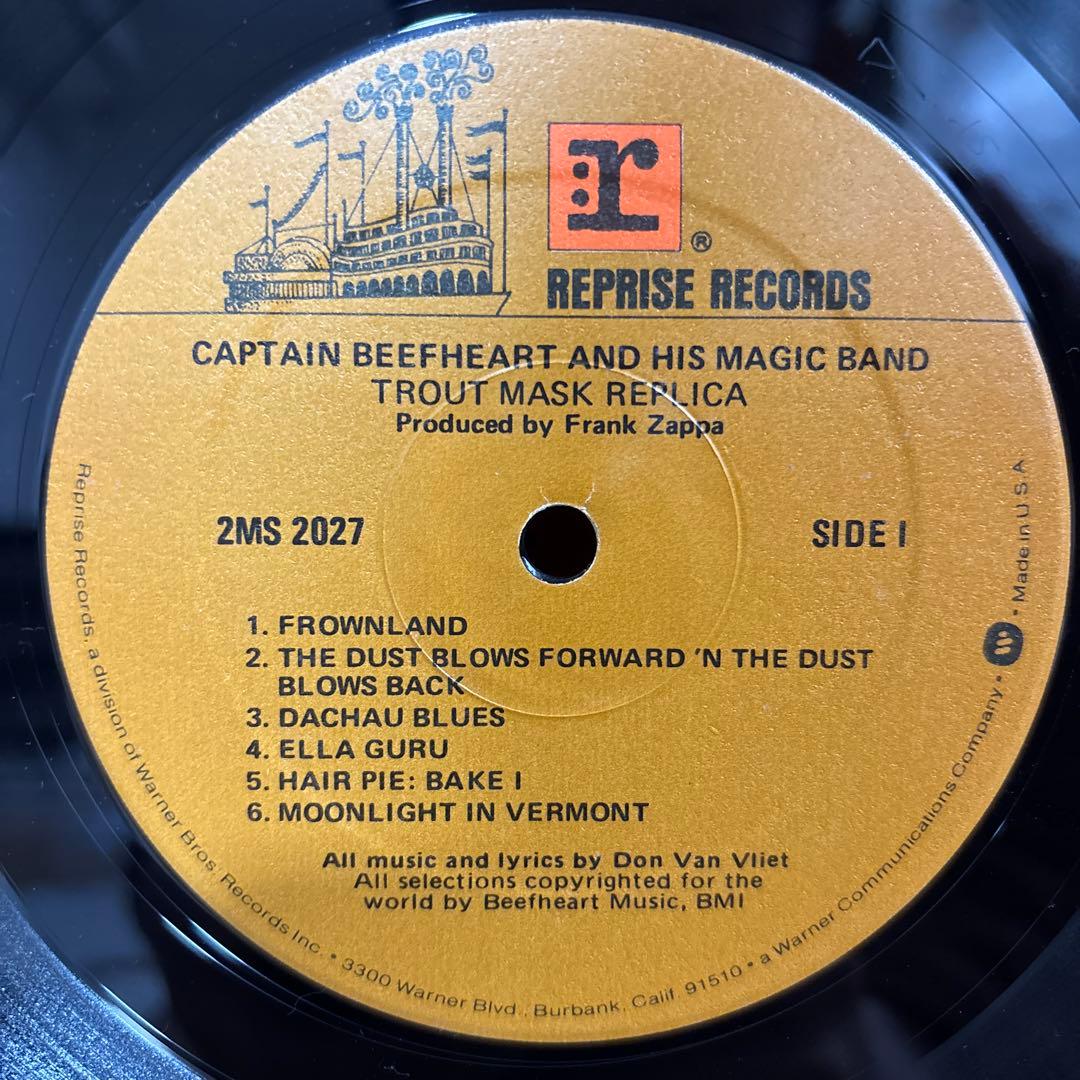 r
®
REPRISE RECORDS
CAPTAIN BEEFHEART AND HIS MAGIC BAND
TROUT MASK REPLICA
Produced by Frank Zappa
2MS 2027
SIDE I
1. FROWNLAND
2. THE DUST BLOWS FORWARD 'N THE DUST
BLOWS BACK
3. DACHAU BLUES
4. ELLA GURU
5. HAIR PIE: BAKE I
6. MOONLIGHT IN VERMONT
All music and lyrics by Don Van Vliet
All selections copyrighted for the
world by Beefheart Music, BMI
Reprise Records, a division of Warner Bros. Records Inc. • 3300 Warner Blvd., Burbank, Calif. 91510 • a Warner Communications Company • W • Made in U S A